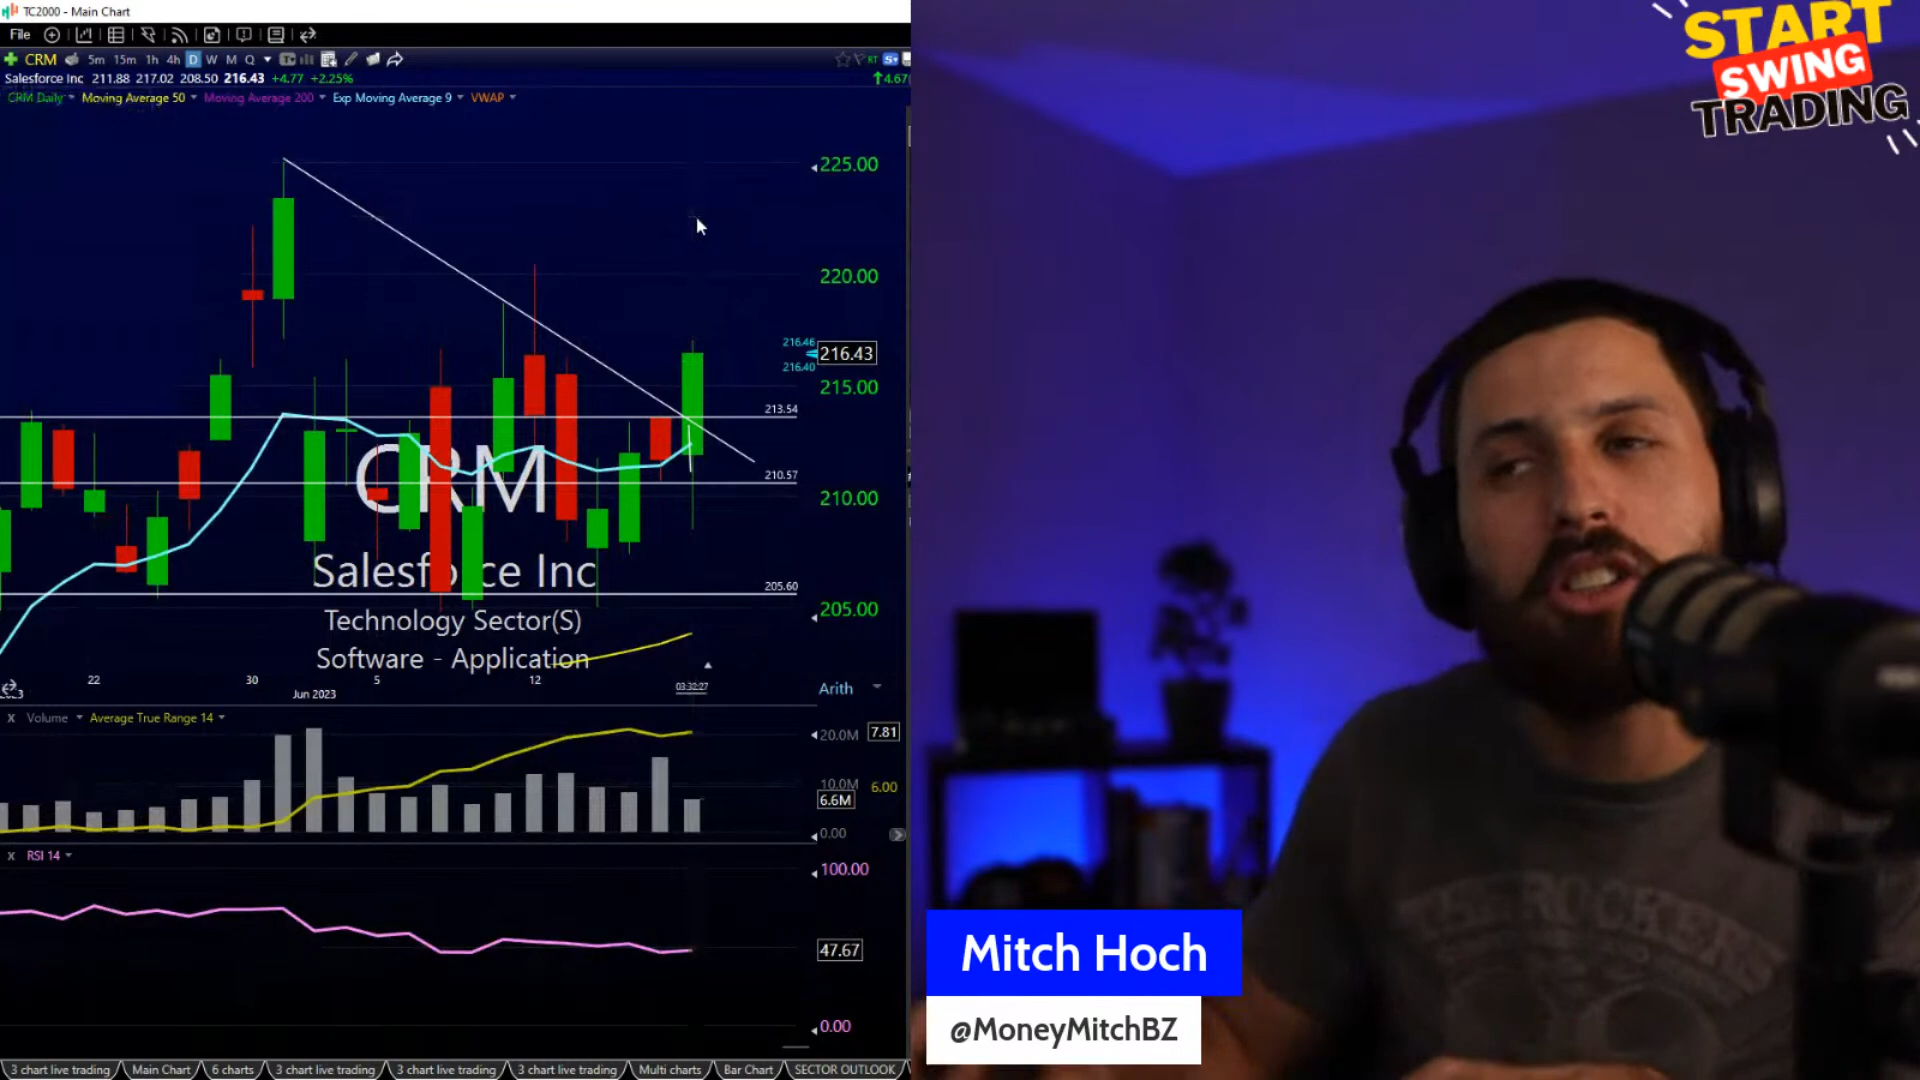 TC2000 - Main Chart
File
CRM 5m 15m 1h 4h D W M Q
RT
Salesforce Inc 211.88 217.02 208.50 216.43 +4.77 +2.25%
4.67
CRM Daily Moving Average 50 Moving Average 200 Exp Moving Average 9 VWAP
225.00
220.00
216.46
216.43
216.40
215.00
213.54
210.57
210.00
205.60
205.00
CRM
Salesforce Inc
Technology Sector(S)
Software - Application
22 30 5 12
Jun 2023
03:32:27
Arith
X Volume Average True Range 14
20.0M 7.81
10.0M
6.00
6.6M
0.00
X RSI 14
100.00
47.67
0.00
3 chart live trading Main Chart 6 charts 3 chart live trading 3 chart live trading 3 chart live trading Multi charts Bar Chart SECTOR OUTLOOK
START
SWING
TRADING
Mitch Hoch
@MoneyMitchBZ